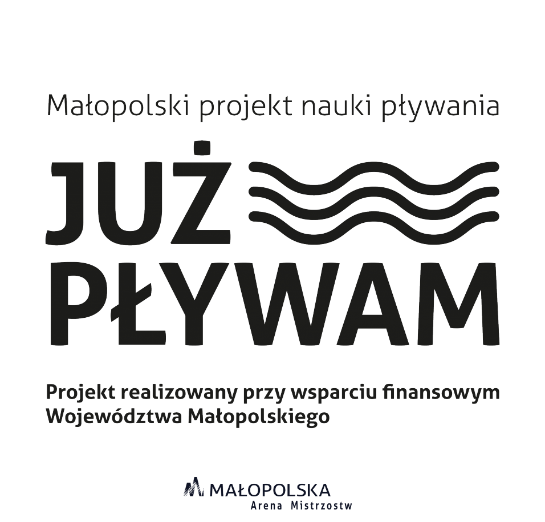 Małopolski projekt nauki pływania
JUŻ
PŁYWAM
Projekt realizowany przy wsparciu finansowym
Województwa Małopolskiego
MAŁOPOLSKA
Arena Mistrzostw